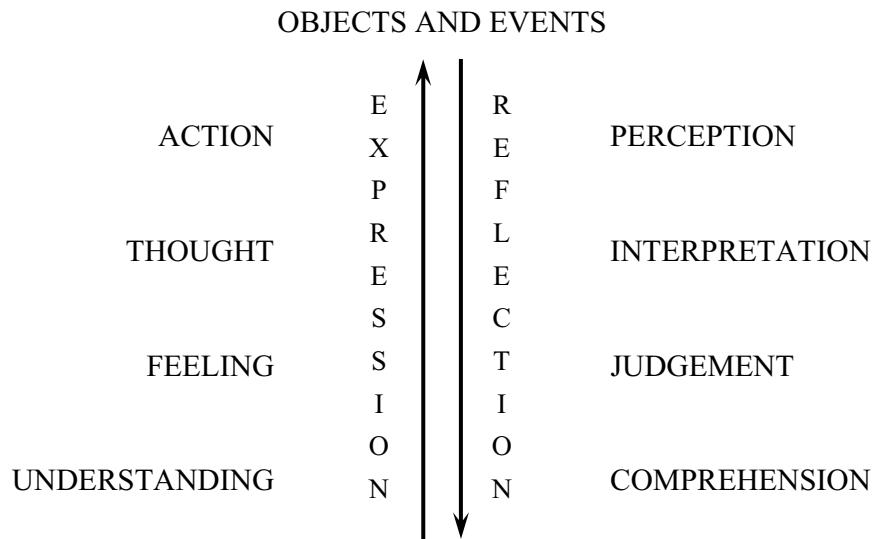 OBJECTS AND EVENTS
ACTION
THOUGHT
FEELING
UNDERSTANDING
EXPRESSION
REFLECTION
PERCEPTION
INTERPRETATION
JUDGEMENT
COMPREHENSION